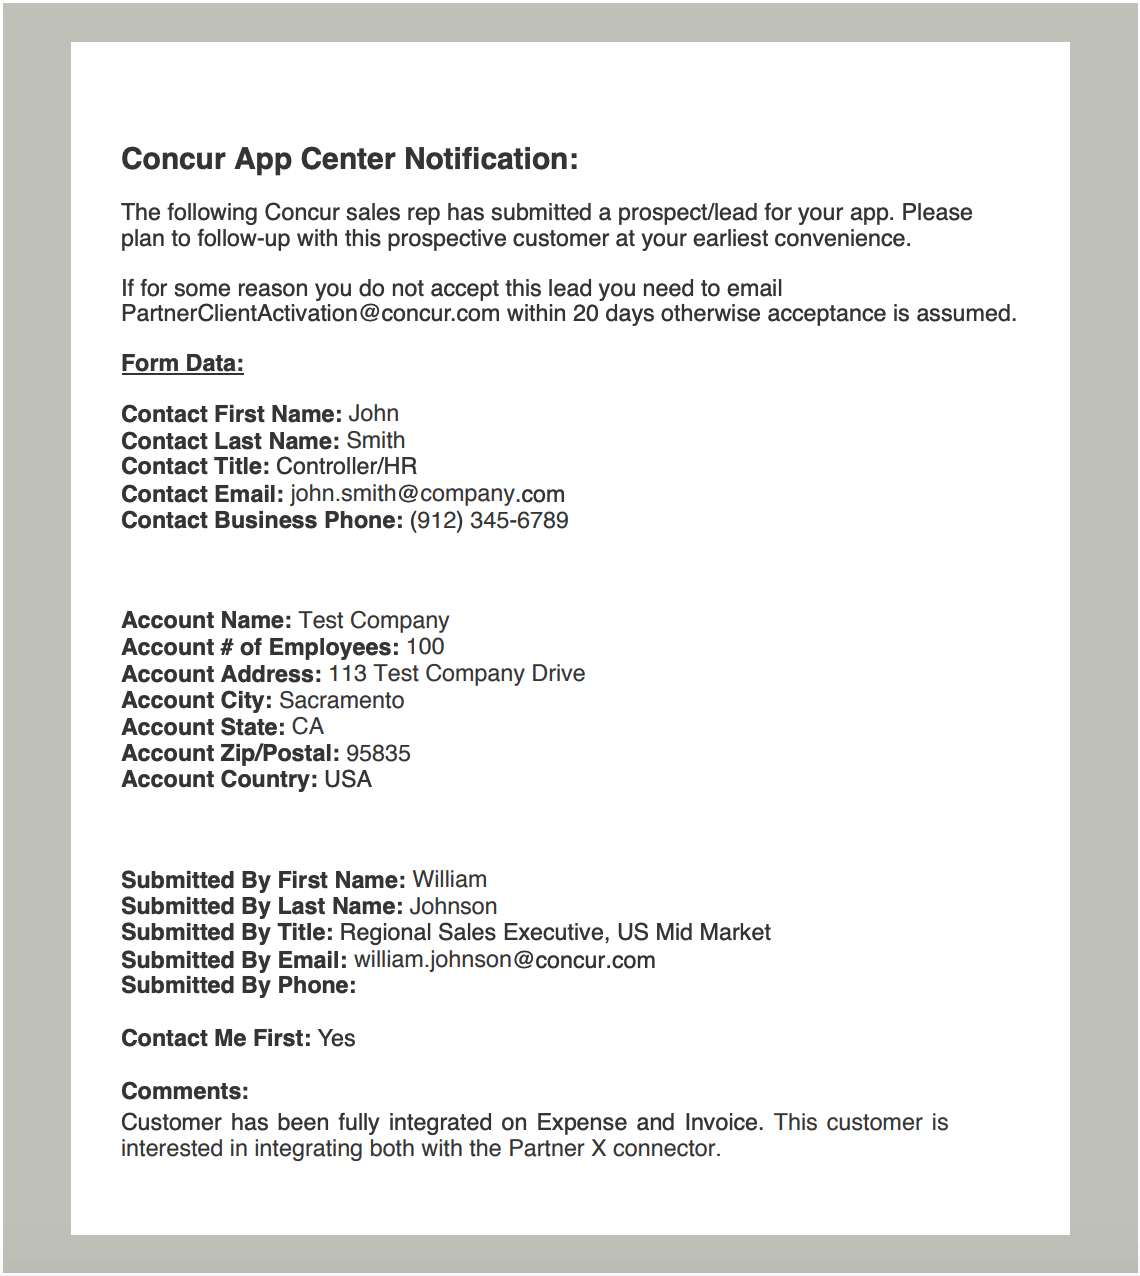 Concur App Center Notification:
The following Concur sales rep has submitted a prospect/lead for your app. Please
plan to follow-up with this prospective customer at your earliest convenience.
If for some reason you do not accept this lead you need to email
PartnerClientActivation@concur.com within 20 days otherwise acceptance is assumed.
Form Data:
Contact First Name: John
Contact Last Name: Smith
Contact Title: Controller/HR
Contact Email: john.smith@company.com
Contact Business Phone: (912) 345-6789
Account Name: Test Company
Account # of Employees: 100
Account Address: 113 Test Company Drive
Account City: Sacramento
Account State: CA
Account Zip/Postal: 95835
Account Country: USA
Submitted By First Name: William
Submitted By Last Name: Johnson
Submitted By Title: Regional Sales Executive, US Mid Market
Submitted By Email: william.johnson@concur.com
Submitted By Phone:
Contact Me First: Yes
Comments:
Customer has been fully integrated on Expense and Invoice. This customer is
interested in integrating both with the Partner X connector.